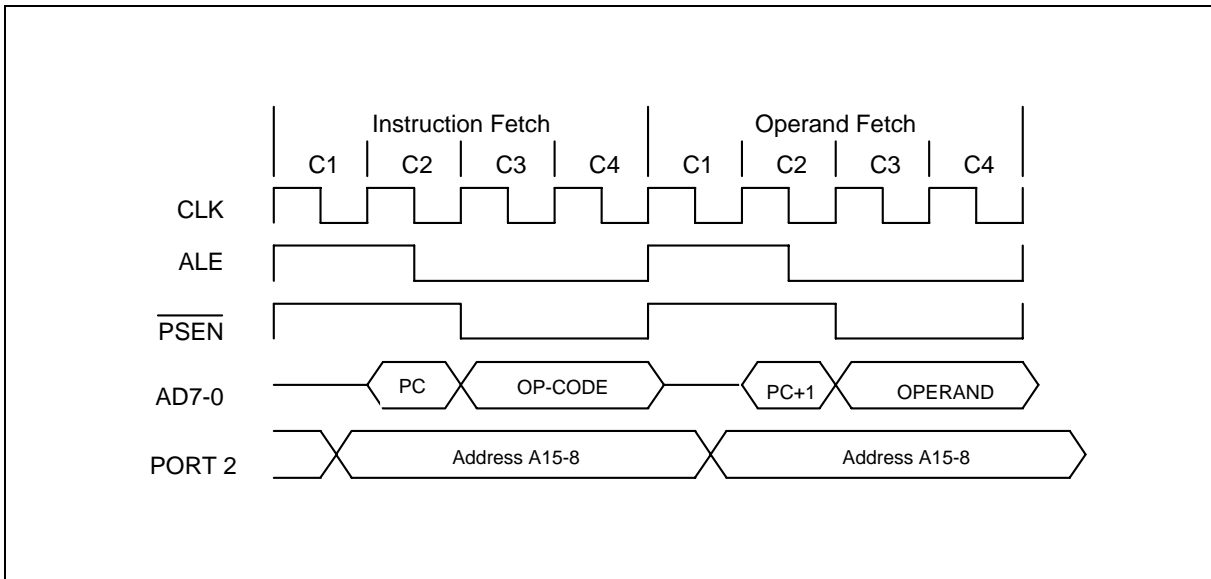 Instruction Fetch Operand Fetch
C1 C2 C3 C4 C1 C2 C3 C4
CLK
ALE
PSEN
AD7-0 PC OP-CODE PC+1 OPERAND
PORT 2 Address A15-8 Address A15-8